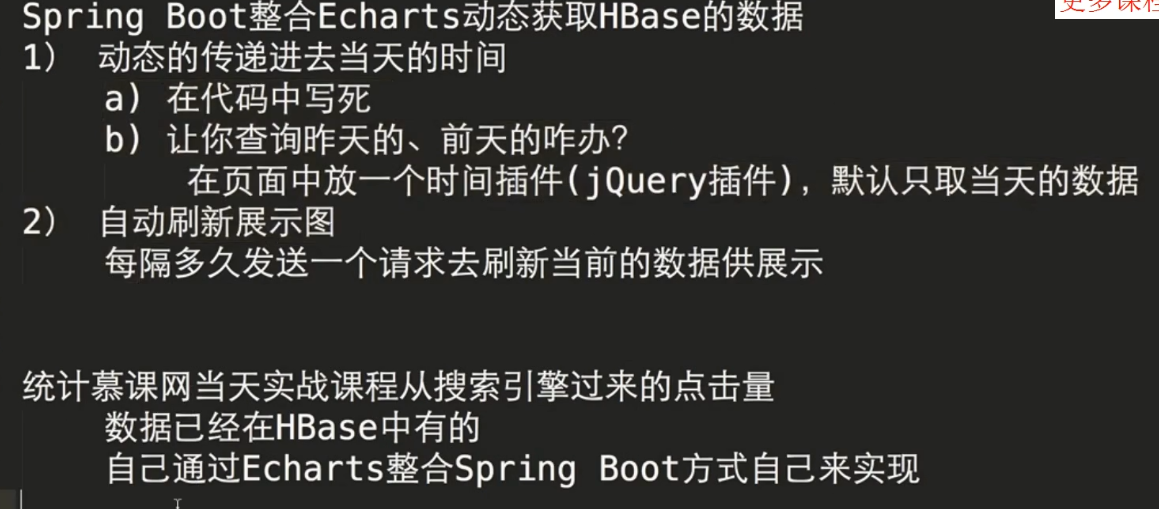 更多课程
Spring Boot整合Echarts动态获取HBase的数据
1） 动态的传递进去当天的时间
a) 在代码中写死
b) 让你查询昨天的、前天的咋办？
在页面中放一个时间插件(jQuery插件)，默认只取当天的数据
2） 自动刷新展示图
每隔多久发送一个请求去刷新当前的数据供展示
统计慕课网当天实战课程从搜索引擎过来的点击量
数据已经在HBase中有的
自己通过Echarts整合Spring Boot方式自己来实现